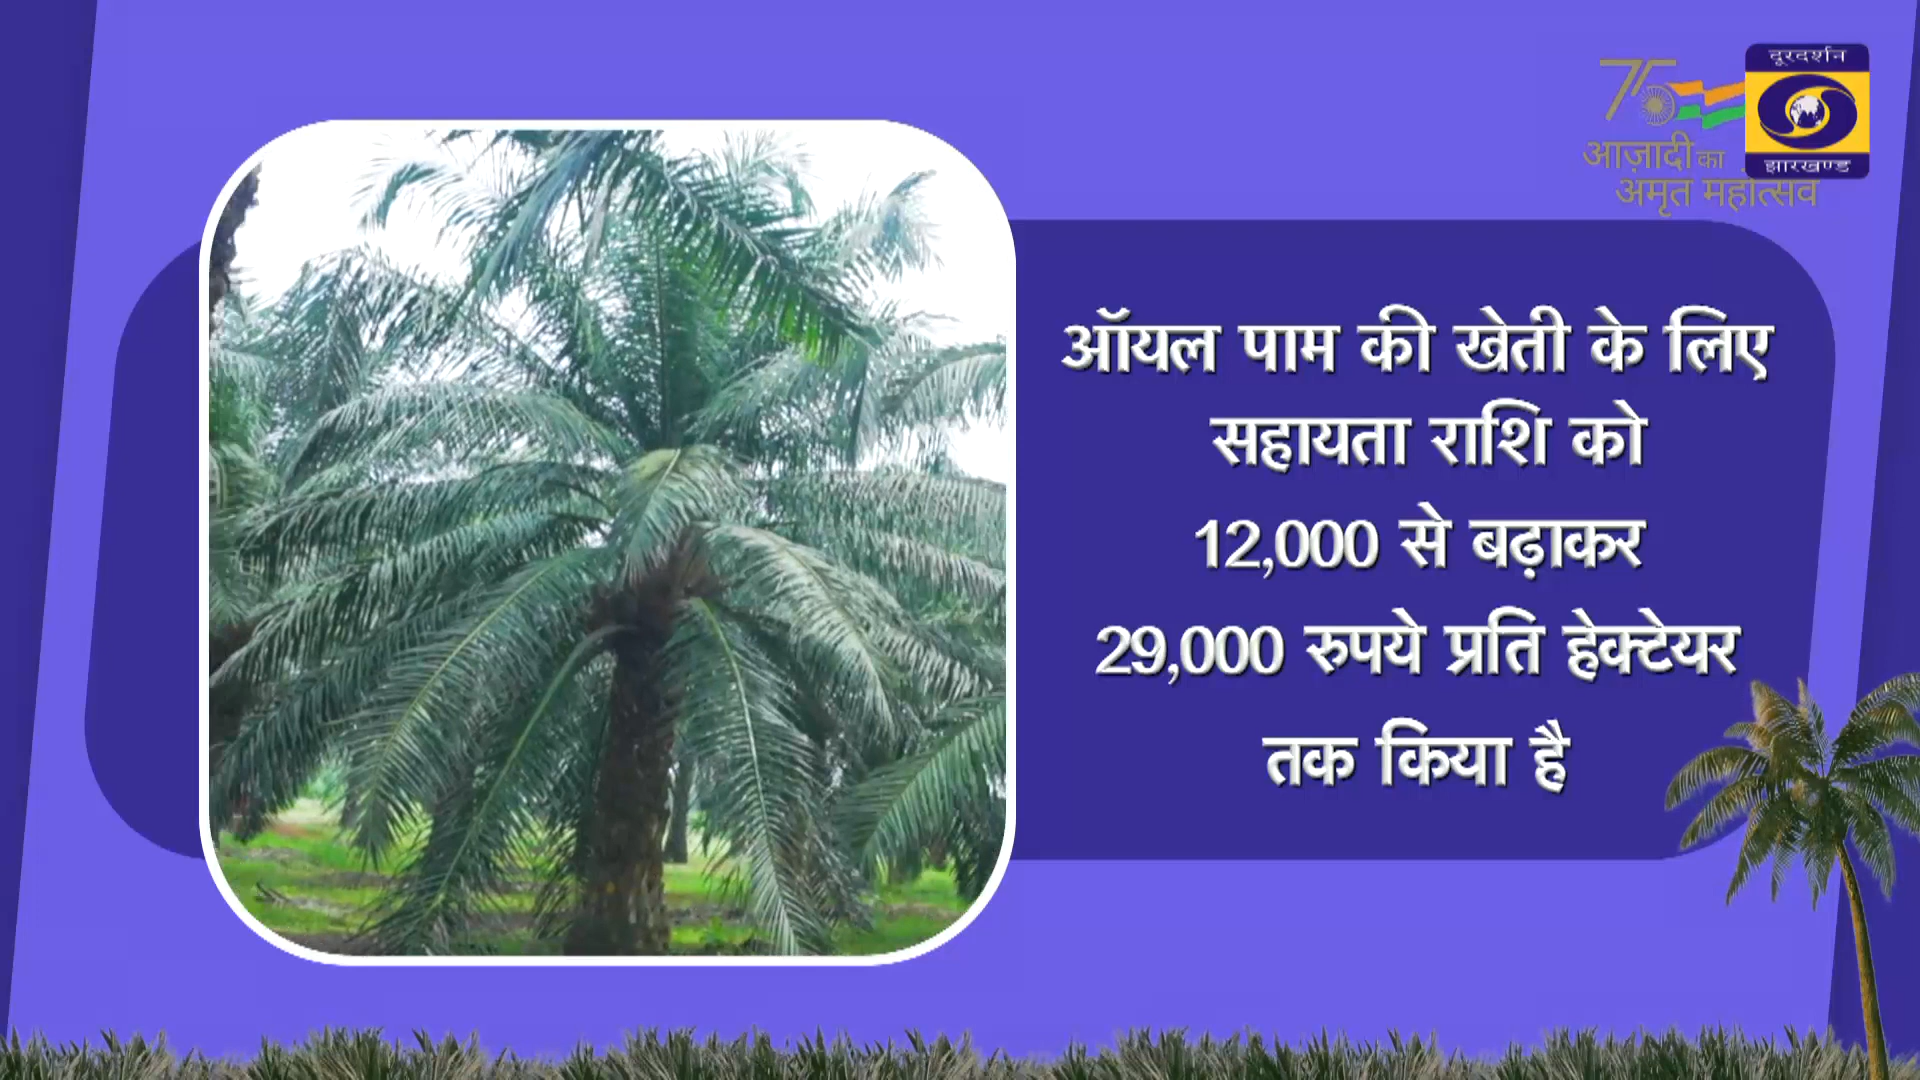 दूरदर्शन
झारखण्ड
75
आज़ादी का
अमृत महोत्सव
ऑयल पाम की खेती के लिए
सहायता राशि को
12,000 से बढ़ाकर
29,000 रुपये प्रति हेक्टेयर
तक किया है